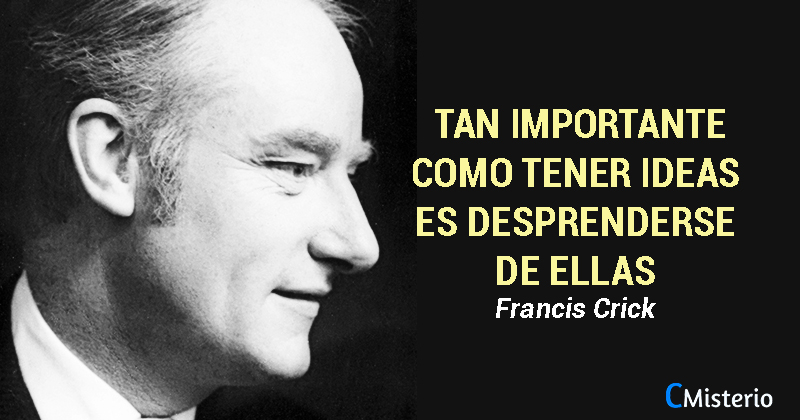 TAN IMPORTANTE
COMO TENER IDEAS
ES DESPRENDERSE
DE ELLAS
Francis Crick
CMisterio